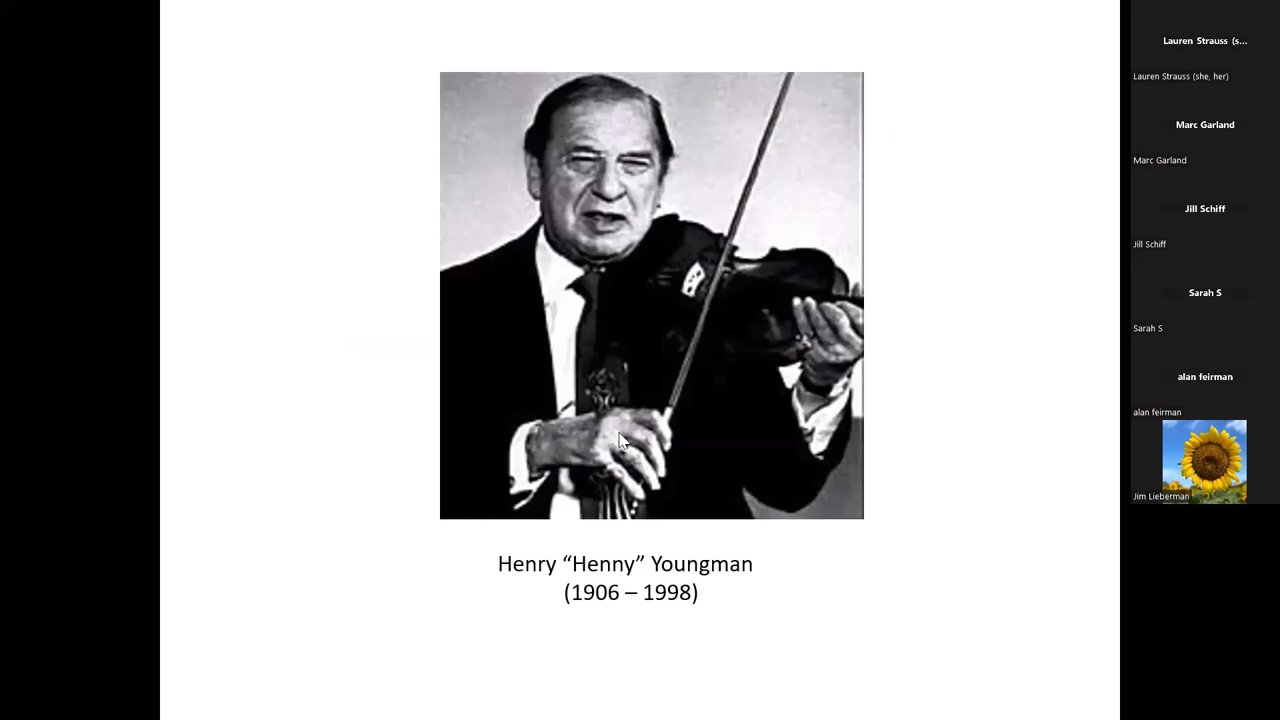 Henry “Henny” Youngman
(1906 – 1998)
Lauren Strauss (s...
Lauren Strauss (she, her)
Marc Garland
Marc Garland
Jill Schiff
Jill Schiff
Sarah S
Sarah S
alan feirman
alan feirman
Jim Lieberman